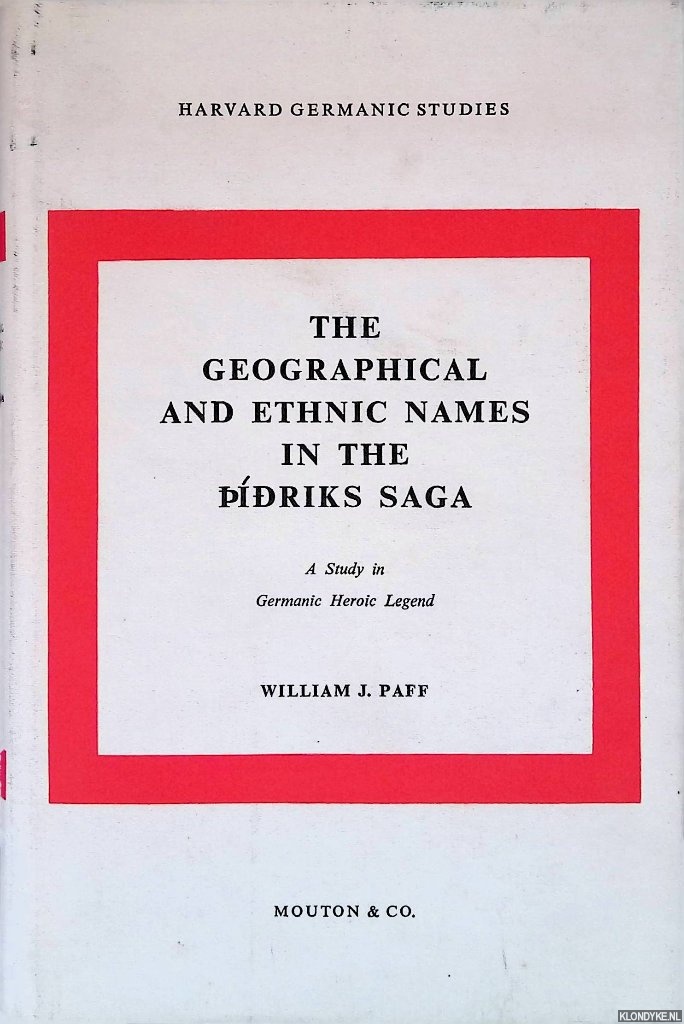 HARVARD GERMANIC STUDIES
THE
GEOGRAPHICAL
AND ETHNIC NAMES
IN THE
ÞÍÐRIKS SAGA
A Study in
Germanic Heroic Legend
WILLIAM J. PAFF
MOUTON & CO.
KLONDYKE.NL